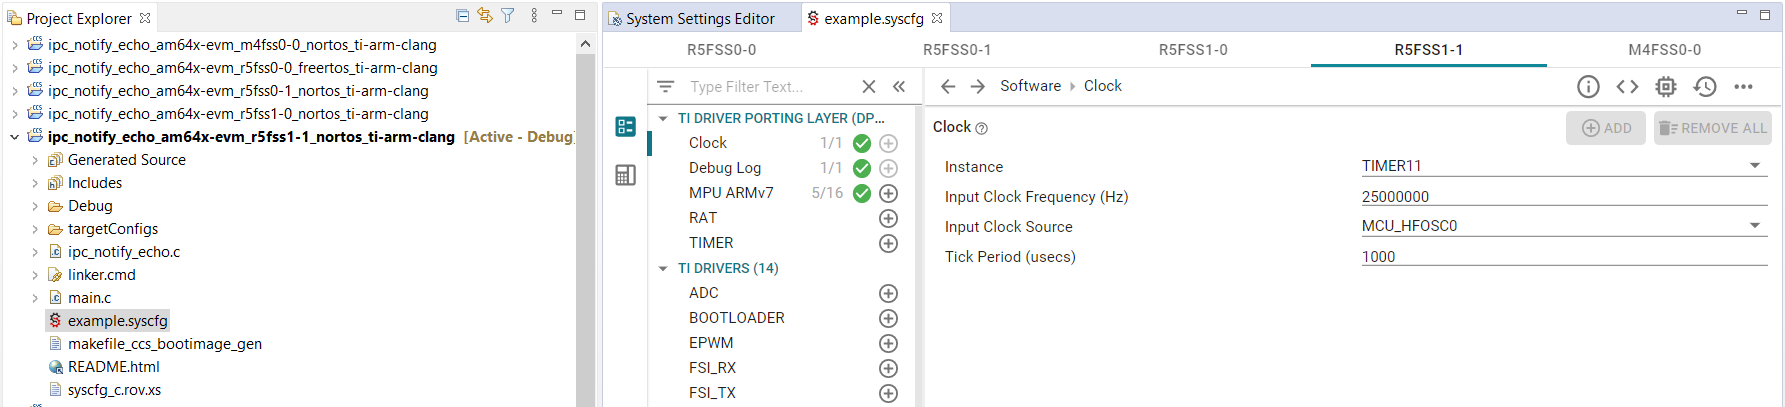 Project Explorer
ipc_notify_echo_am64x-evm_m4fss0-0_nortos_ti-arm-clang
ipc_notify_echo_am64x-evm_r5fss0-0_freertos_ti-arm-clang
ipc_notify_echo_am64x-evm_r5fss0-1_nortos_ti-arm-clang
ipc_notify_echo_am64x-evm_r5fss1-0_nortos_ti-arm-clang
ipc_notify_echo_am64x-evm_r5fss1-1_nortos_ti-arm-clang [Active - Debug]
Generated Source
Includes
Debug
targetConfigs
ipc_notify_echo.c
linker.cmd
main.c
example.syscfg
makefile_ccs_bootimage_gen
README.html
syscfg_c.rov.xs
System Settings Editor example.syscfg
R5FSS0-0 R5FSS0-1 R5FSS1-0 R5FSS1-1 M4FSS0-0
Type Filter Text...
TI DRIVER PORTING LAYER (DP...
Clock 1/1
Debug Log 1/1
MPU ARMv7 5/16
RAT
TIMER
TI DRIVERS (14)
ADC
BOOTLOADER
EPWM
FSI_RX
FSI_TX
Software Clock
Clock
ADD REMOVE ALL
Instance TIMER11
Input Clock Frequency (Hz) 25000000
Input Clock Source MCU_HFOSC0
Tick Period (usecs) 1000